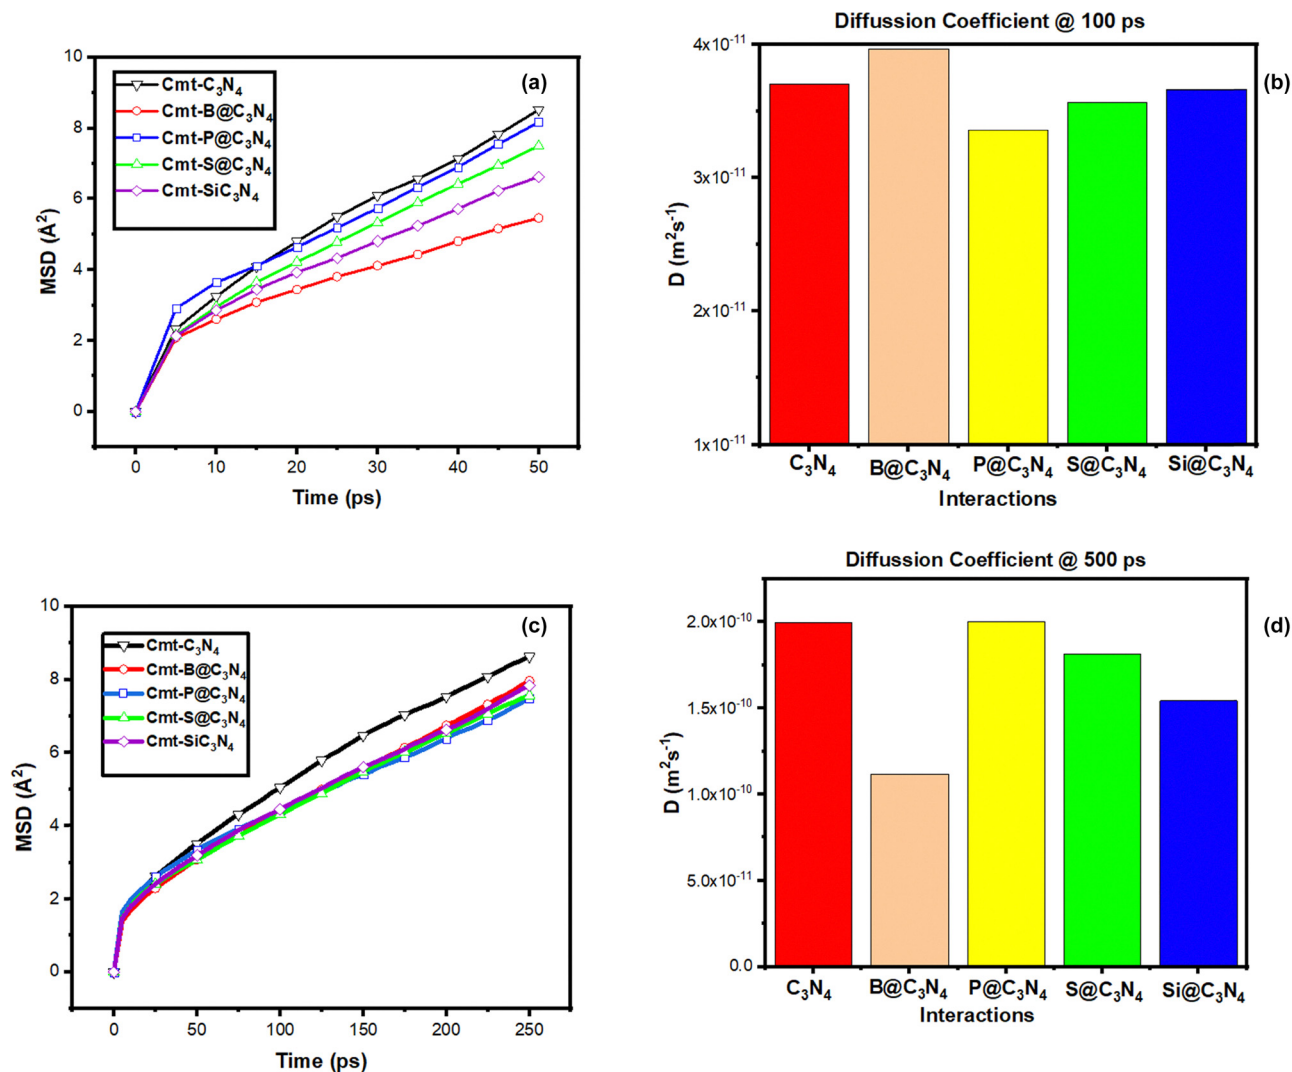 (a)
Cmt-C₃N₄
Cmt-B@C₃N₄
Cmt-P@C₃N₄
Cmt-S@C₃N₄
Cmt-SiC₃N₄
MSD (Å²)
10
8
6
4
2
0
0 10 20 30 40 50
Time (ps)
Diffussion Coefficient @ 100 ps
(b)
D (m²s⁻¹)
4x10⁻¹¹
3x10⁻¹¹
2x10⁻¹¹
1x10⁻¹¹
C₃N₄ B@C₃N₄ P@C₃N₄ S@C₃N₄ Si@C₃N₄
Interactions
(c)
Cmt-C₃N₄
Cmt-B@C₃N₄
Cmt-P@C₃N₄
Cmt-S@C₃N₄
Cmt-SiC₃N₄
MSD (Å²)
10
8
6
4
2
0
0 50 100 150 200 250
Time (ps)
Diffussion Coefficient @ 500 ps
(d)
D (m²s⁻¹)
2.0x10⁻¹⁰
1.5x10⁻¹⁰
1.0x10⁻¹⁰
5.0x10⁻¹¹
0.0
C₃N₄ B@C₃N₄ P@C₃N₄ S@C₃N₄ Si@C₃N₄
Interactions